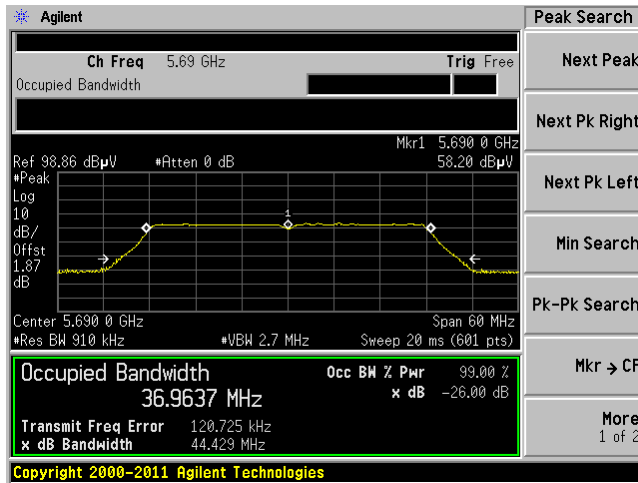 Agilent
Peak Search
Ch Freq 5.69 GHz Trig Free
Occupied Bandwidth
Next Peak
Next Pk Right
Next Pk Left
Min Search
Pk-Pk Search
Mkr → CF
More
1 of 2
Mkr1 5.690 0 GHz
Ref 98.86 dBµV #Atten 0 dB 58.20 dBµV
#Peak
Log
10
dB/
Offst
1.87
dB
1
Center 5.690 0 GHz Span 60 MHz
#Res BW 910 kHz #VBW 2.7 MHz Sweep 20 ms (601 pts)
Occupied Bandwidth Occ BW % Pwr 99.00 %
36.9637 MHz x dB -26.00 dB
Transmit Freq Error 120.725 kHz
x dB Bandwidth 44.429 MHz
Copyright 2000-2011 Agilent Technologies